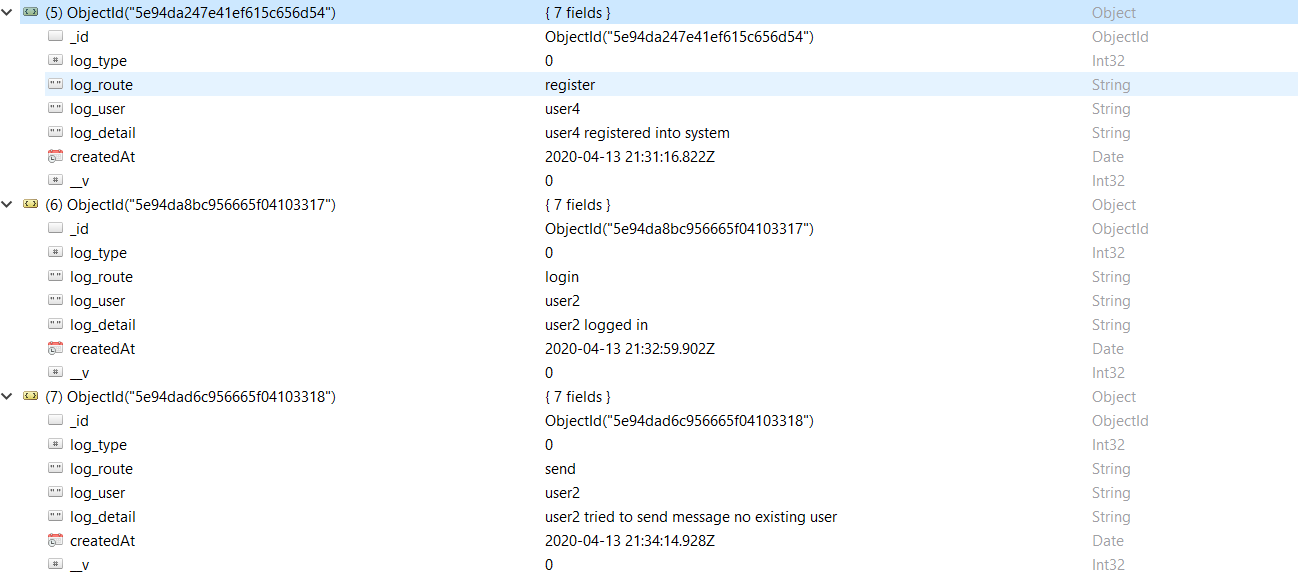 (5) ObjectId("5e94da247e41ef615c656d54") { 7 fields } Object
_id ObjectId("5e94da247e41ef615c656d54") ObjectId
# log_type 0 Int32
" " log_route register String
" " log_user user4 String
" " log_detail user4 registered into system String
createdAt 2020-04-13 21:31:16.822Z Date
# __v 0 Int32
(6) ObjectId("5e94da8bc956665f04103317") { 7 fields } Object
_id ObjectId("5e94da8bc956665f04103317") ObjectId
# log_type 0 Int32
" " log_route login String
" " log_user user2 String
" " log_detail user2 logged in String
createdAt 2020-04-13 21:32:59.902Z Date
# __v 0 Int32
(7) ObjectId("5e94dad6c956665f04103318") { 7 fields } Object
_id ObjectId("5e94dad6c956665f04103318") ObjectId
# log_type 0 Int32
" " log_route send String
" " log_user user2 String
" " log_detail user2 tried to send message no existing user String
createdAt 2020-04-13 21:34:14.928Z Date
# __v 0 Int32